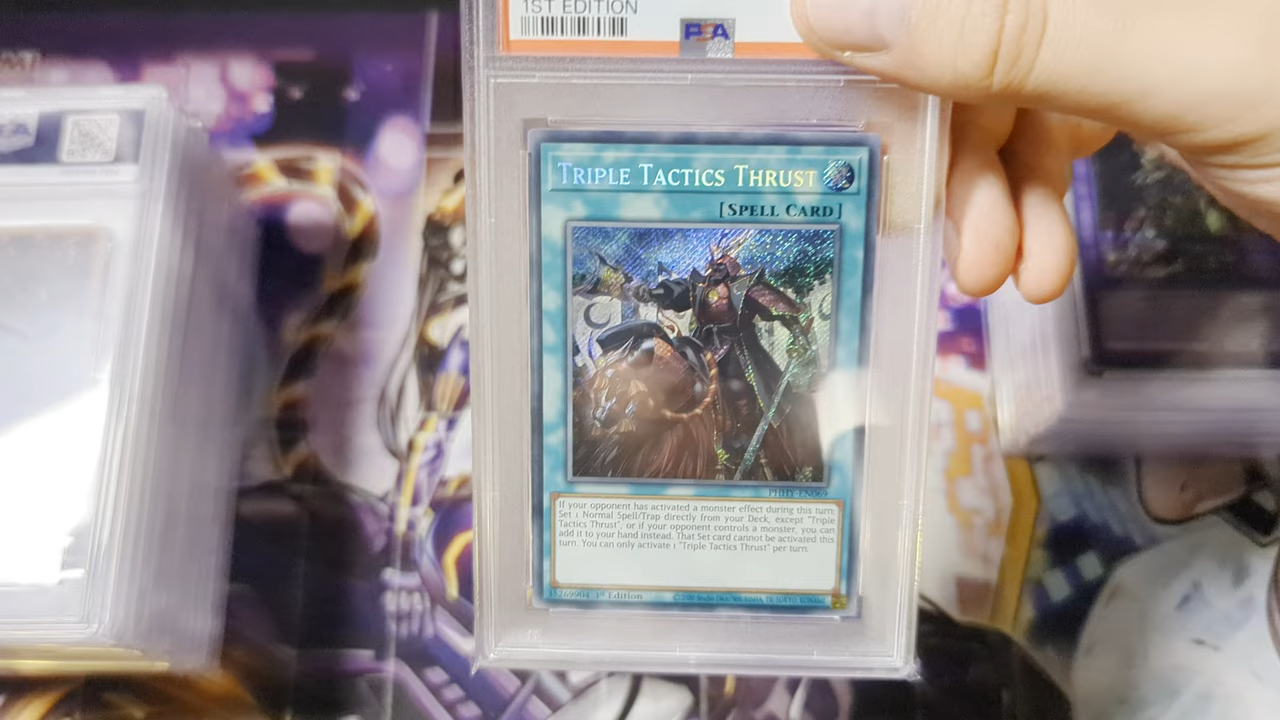 1ST EDITION
PSA
TRIPLE TACTICS THRUST
[SPELL CARD]
PHHY-EN069
If your opponent has activated a monster effect during this turn:
Set 1 Normal Spell/Trap directly from your Deck, except "Triple
Tactics Thrust", or if your opponent controls a monster, you can
add it to your hand instead. That Set card cannot be activated this
turn. You can only activate 1 "Triple Tactics Thrust" per turn.
35269904 1st Edition